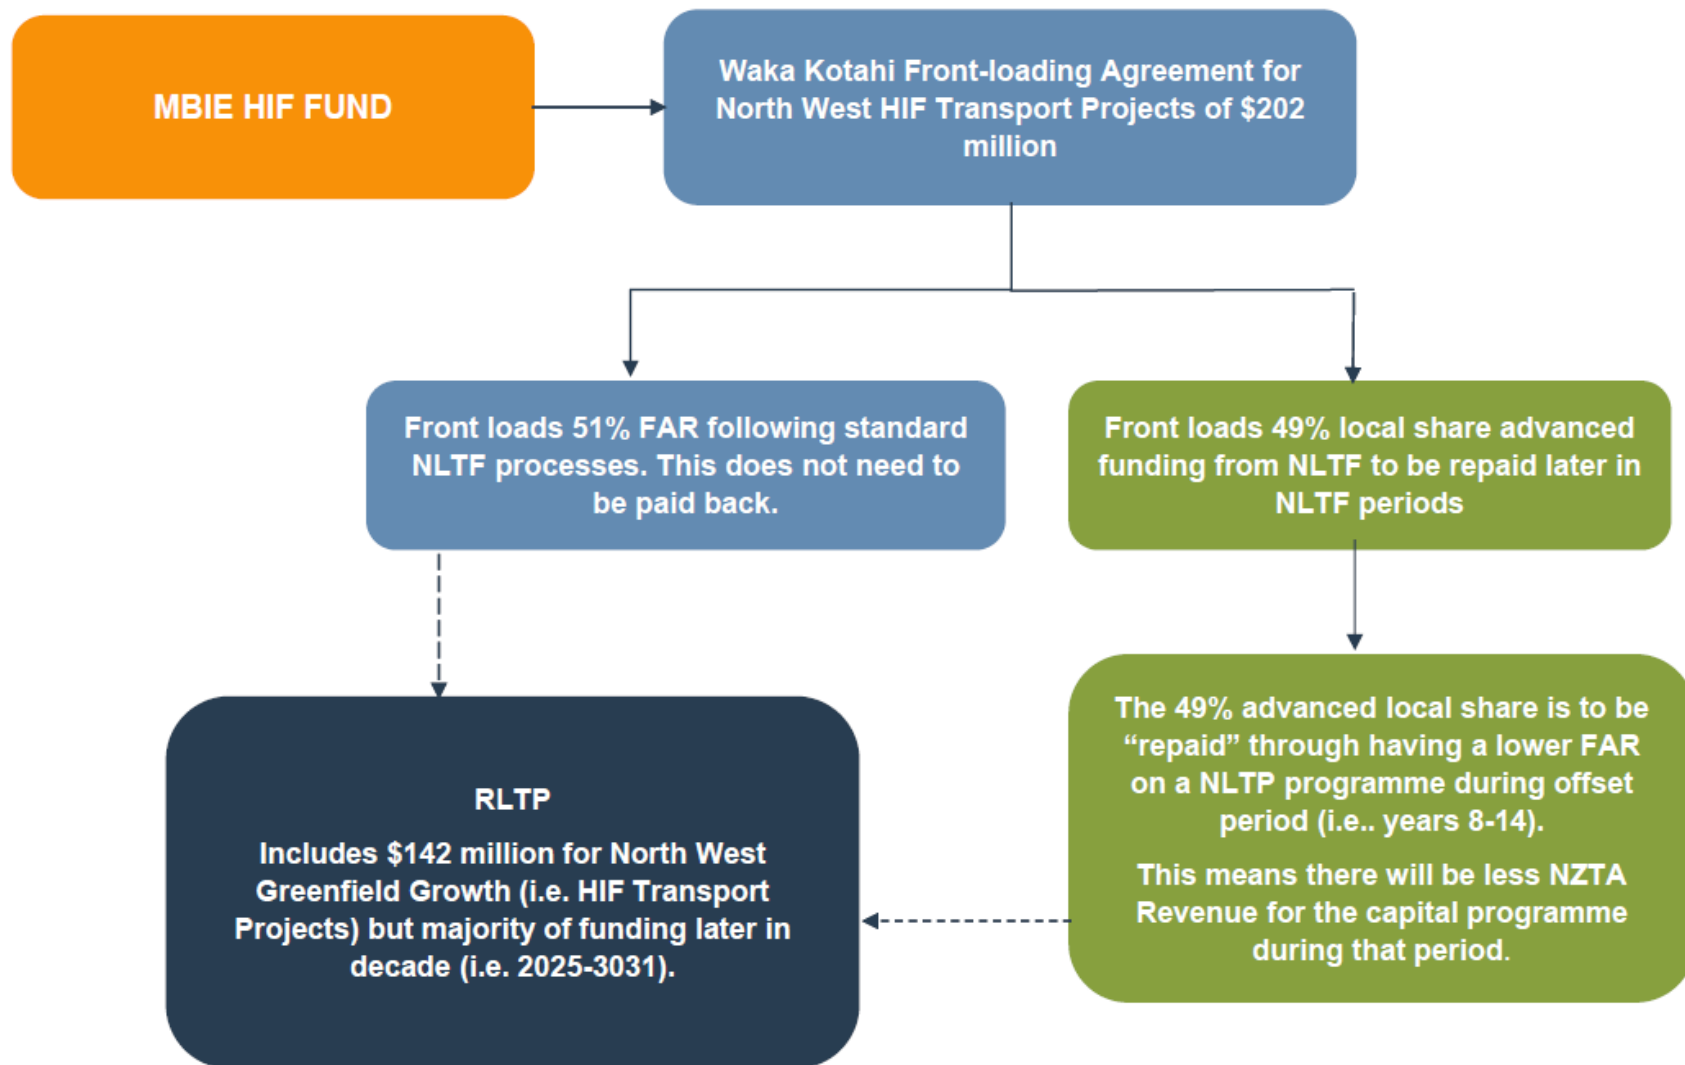 MBIE HIF FUND
Waka Kotahi Front-loading Agreement for
North West HIF Transport Projects of $202
million
Front loads 51% FAR following standard
NLTF processes. This does not need to
be paid back.
Front loads 49% local share advanced
funding from NLTF to be repaid later in
NLTF periods
RLTP
Includes $142 million for North West
Greenfield Growth (i.e. HIF Transport
Projects) but majority of funding later in
decade (i.e. 2025-3031).
The 49% advanced local share is to be
“repaid” through having a lower FAR
on a NLTP programme during offset
period (i.e.. years 8-14).
This means there will be less NZTA
Revenue for the capital programme
during that period.